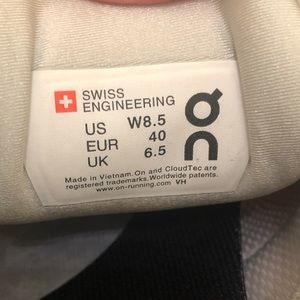 SWISS
ENGINEERING
US W8.5
EUR 40
UK 6.5
Made in Vietnam. On and CloudTec are
registered trademarks. Worldwide patents.
www.on-running.com VH